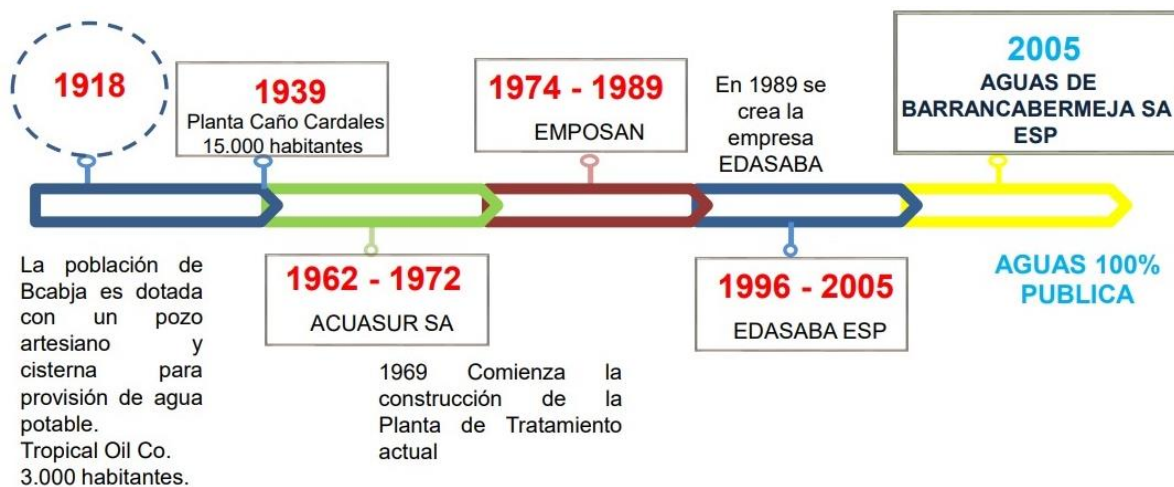 1918
La población de
Bcabja es dotada
con un pozo
artesiano y
cisterna para
provisión de agua
potable.
Tropical Oil Co.
3.000 habitantes.
1939
Planta Caño Cardales
15.000 habitantes
1962 - 1972
ACUASUR SA
1969 Comienza la
construcción de la
Planta de Tratamiento
actual
1974 - 1989
EMPOSAN
En 1989 se
crea la
empresa
EDASABA
1996 - 2005
EDASABA ESP
2005
AGUAS DE
BARRANCABERMEJA SA
ESP
AGUAS 100%
PUBLICA